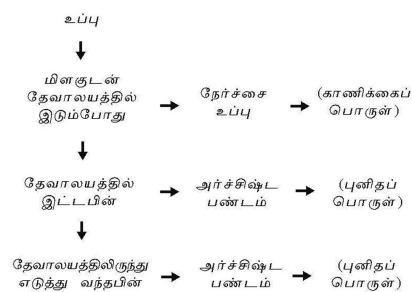 உப்பு
மிளகுடன்
தேவாலயத்தில்
இடும்போது
நேர்ச்சை
உப்பு
(காணிக்கைப்
பொருள்)
தேவாலயத்தில்
இட்டபின்
அர்ச்சிஷ்ட
பண்டம்
(புனிதப்
பொருள்)
தேவாலயத்திலிருந்து
எடுத்து வந்தபின்
அர்ச்சிஷ்ட
பண்டம்
(புனிதப்
பொருள்)